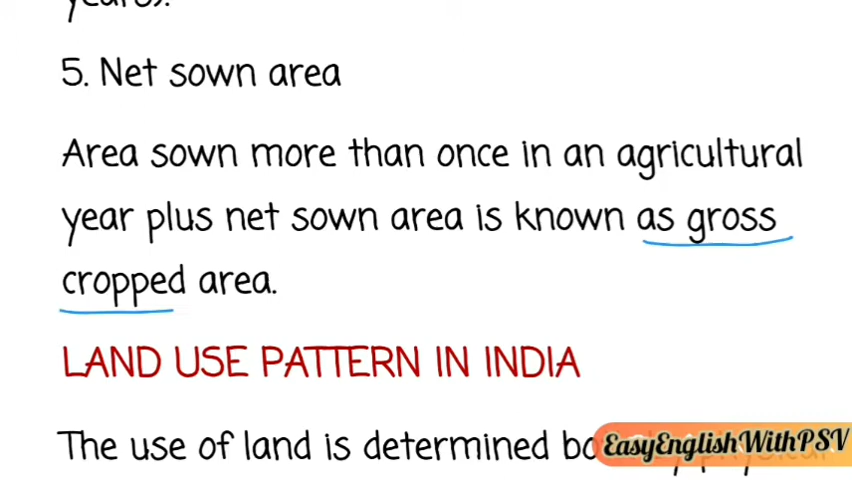 5. Net sown area
Area sown more than once in an agricultural
year plus net sown area is known as gross
cropped area.
LAND USE PATTERN IN INDIA
The use of land is determined
EasyEnglishWithPSV